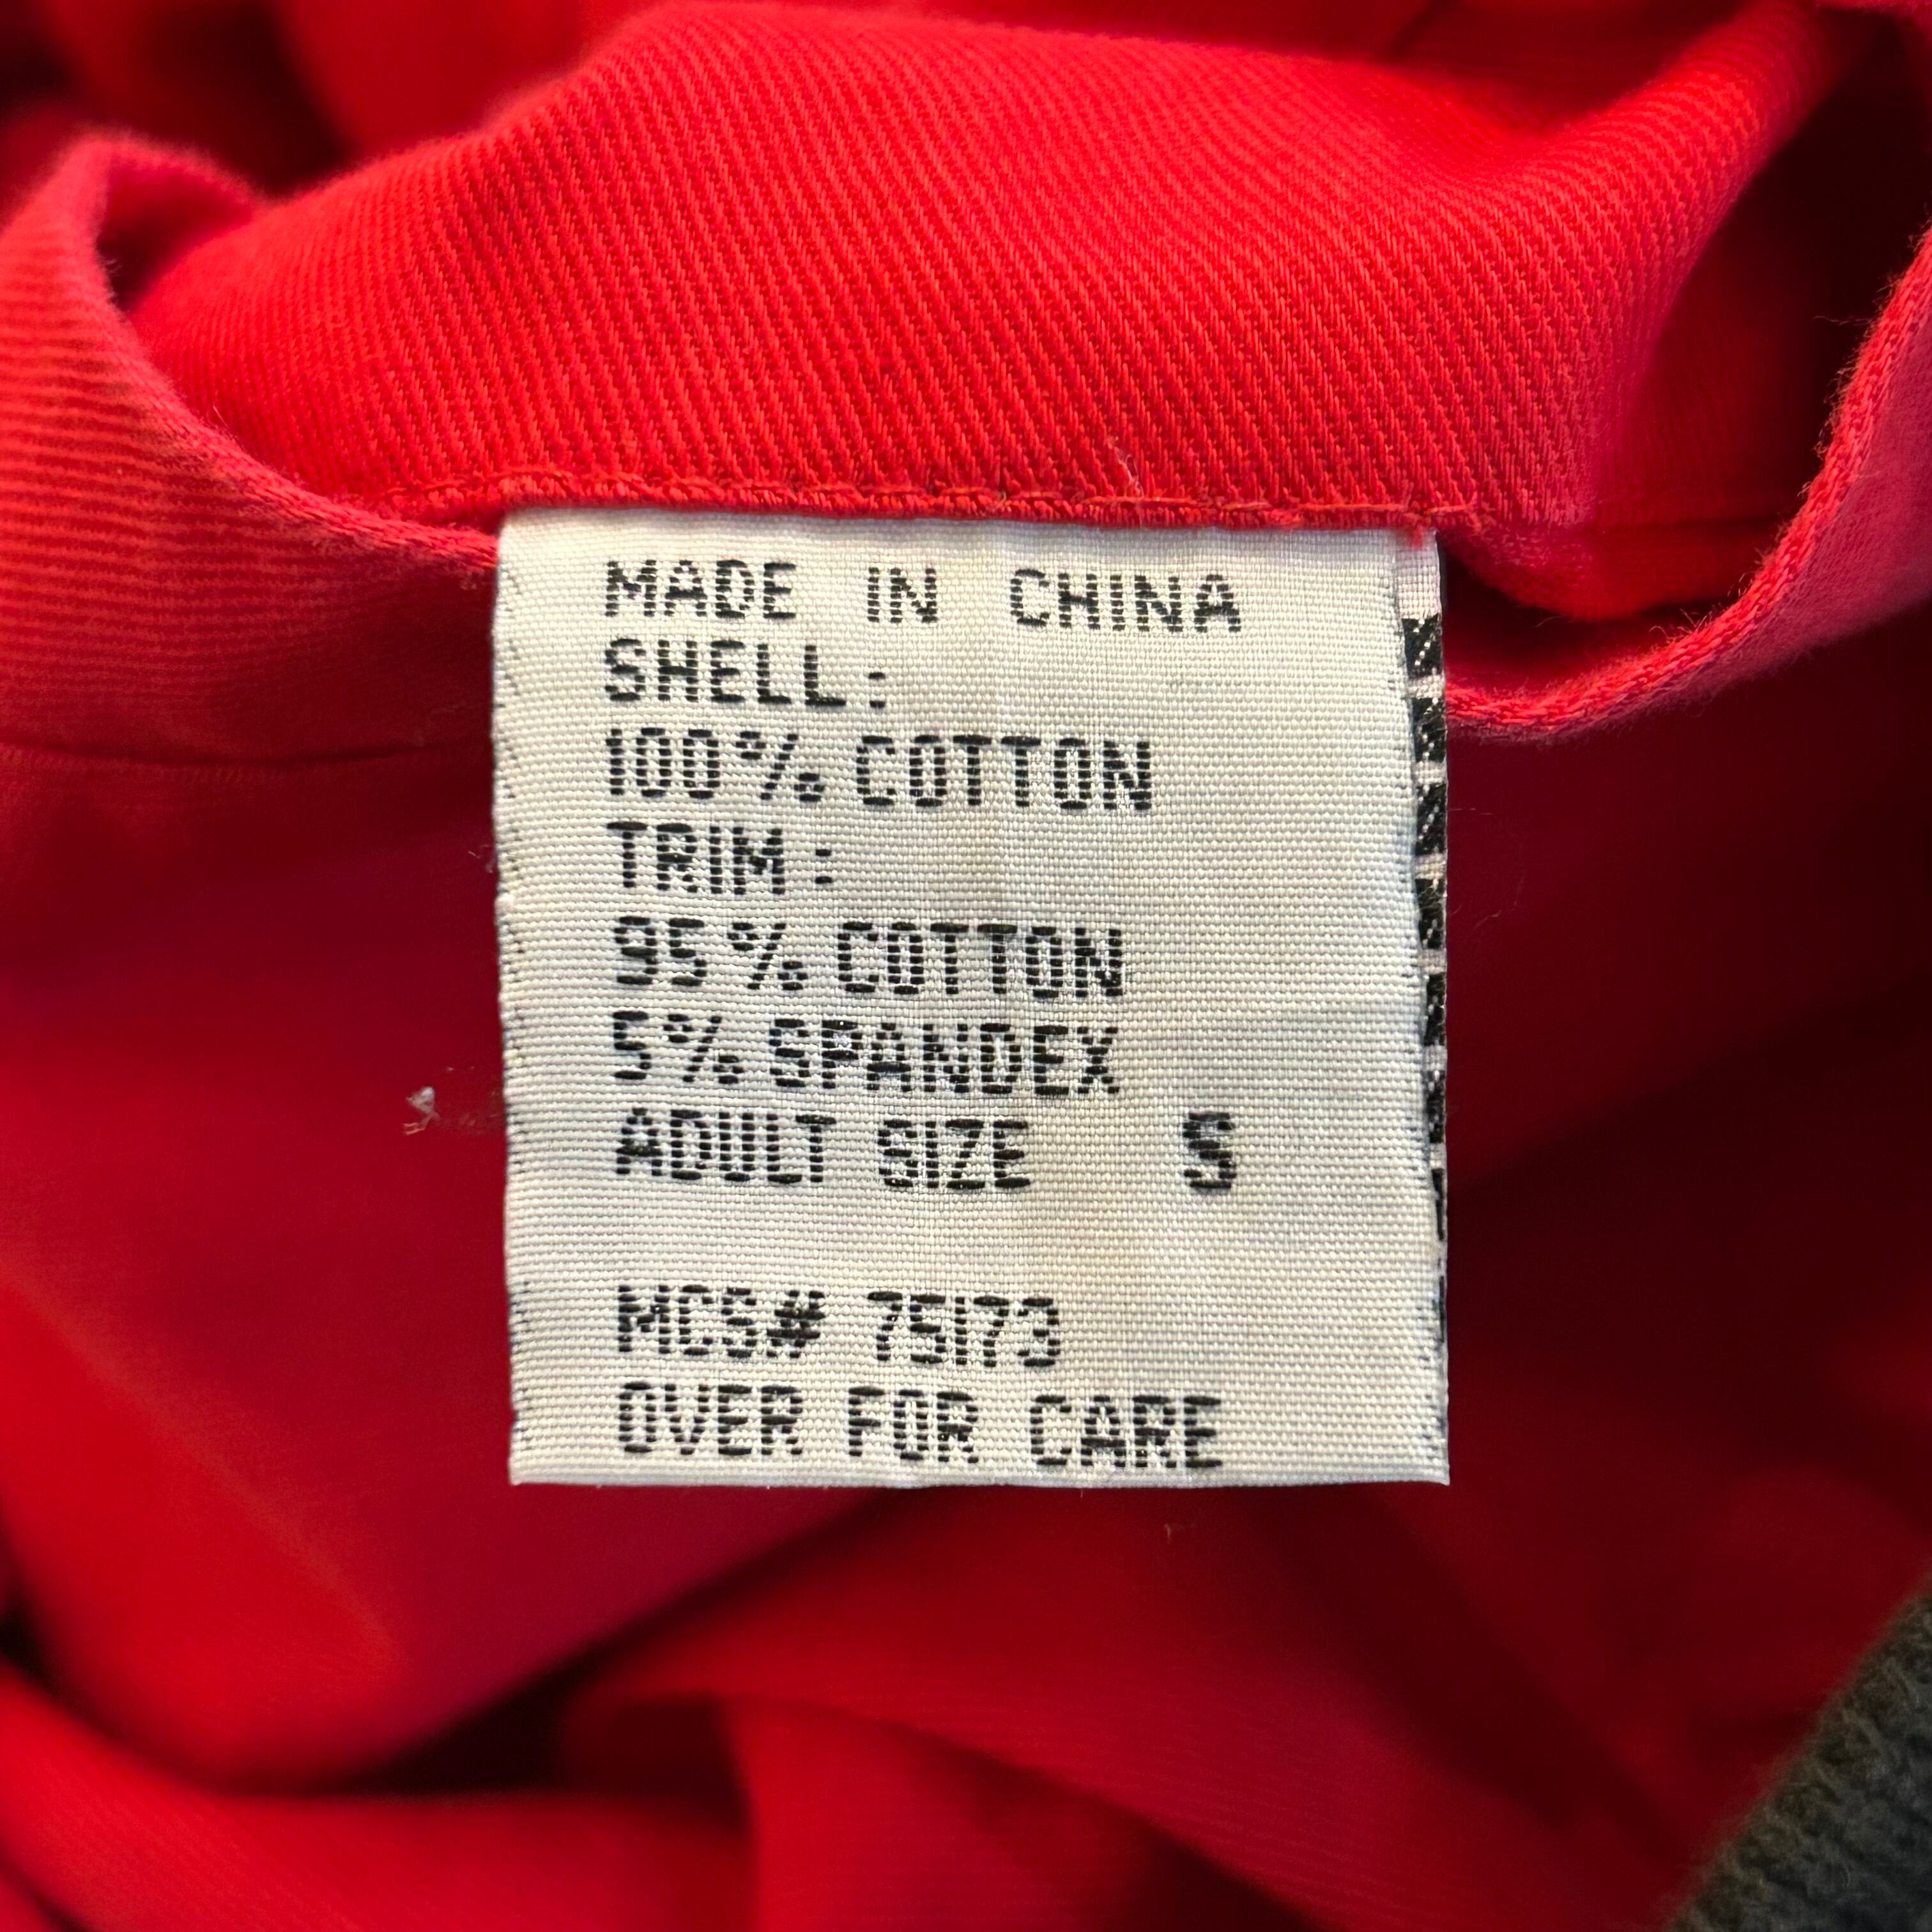 MADE IN CHINA
SHELL:
100% COTTON
TRIM:
95% COTTON
5% SPANDEX
ADULT SIZE S
MCS# 75173
OVER FOR CARE